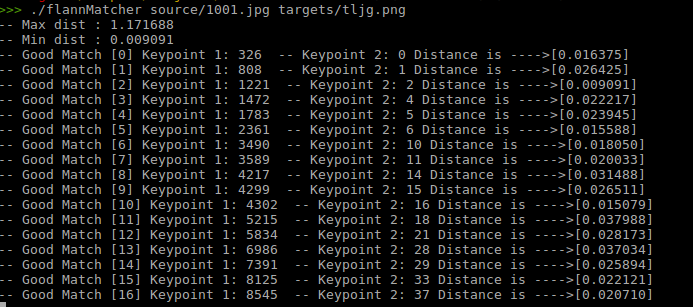 >>> ./flannMatcher source/1001.jpg targets/tljg.png
-- Max dist : 1.171688
-- Min dist : 0.009091
-- Good Match [0] Keypoint 1: 326  -- Keypoint 2: 0 Distance is ---->[0.016375]
-- Good Match [1] Keypoint 1: 808  -- Keypoint 2: 1 Distance is ---->[0.026425]
-- Good Match [2] Keypoint 1: 1221  -- Keypoint 2: 2 Distance is ---->[0.009091]
-- Good Match [3] Keypoint 1: 1472  -- Keypoint 2: 4 Distance is ---->[0.022217]
-- Good Match [4] Keypoint 1: 1783  -- Keypoint 2: 5 Distance is ---->[0.023945]
-- Good Match [5] Keypoint 1: 2361  -- Keypoint 2: 6 Distance is ---->[0.015588]
-- Good Match [6] Keypoint 1: 3490  -- Keypoint 2: 10 Distance is ---->[0.018050]
-- Good Match [7] Keypoint 1: 3589  -- Keypoint 2: 11 Distance is ---->[0.020033]
-- Good Match [8] Keypoint 1: 4217  -- Keypoint 2: 14 Distance is ---->[0.031488]
-- Good Match [9] Keypoint 1: 4299  -- Keypoint 2: 15 Distance is ---->[0.026511]
-- Good Match [10] Keypoint 1: 4302  -- Keypoint 2: 16 Distance is ---->[0.015079]
-- Good Match [11] Keypoint 1: 5215  -- Keypoint 2: 18 Distance is ---->[0.037988]
-- Good Match [12] Keypoint 1: 5834  -- Keypoint 2: 21 Distance is ---->[0.028173]
-- Good Match [13] Keypoint 1: 6986  -- Keypoint 2: 28 Distance is ---->[0.037034]
-- Good Match [14] Keypoint 1: 7391  -- Keypoint 2: 29 Distance is ---->[0.025894]
-- Good Match [15] Keypoint 1: 8125  -- Keypoint 2: 33 Distance is ---->[0.022121]
-- Good Match [16] Keypoint 1: 8545  -- Keypoint 2: 37 Distance is ---->[0.020710]